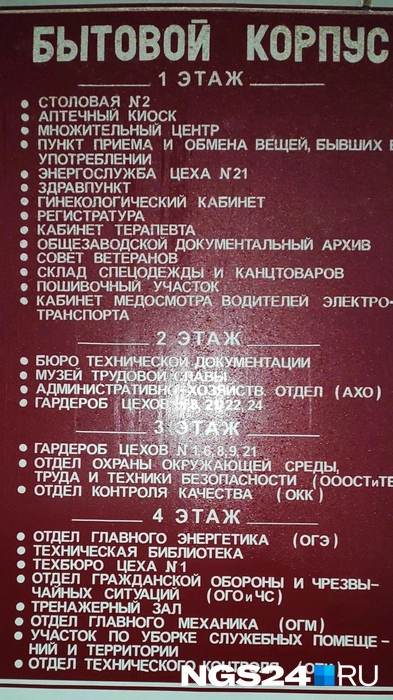 БЫТОВОЙ КОРПУС
1 ЭТАЖ
• СТОЛОВАЯ №2
• АПТЕЧНЫЙ КИОСК
• МНОЖИТЕЛЬНЫЙ ЦЕНТР
• ПУНКТ ПРИЕМА И ОБМЕНА ВЕЩЕЙ, БЫВШИХ В
УПОТРЕБЛЕНИИ
• ЭНЕРГОСЛУЖБА ЦЕХА №21
• ЗДРАВПУНКТ
• ГИНЕКОЛОГИЧЕСКИЙ КАБИНЕТ
• РЕГИСТРАТУРА
• КАБИНЕТ ТЕРАПЕВТА
• ОБЩЕЗАВОДСКОЙ ДОКУМЕНТАЛЬНЫЙ АРХИВ
• СОВЕТ ВЕТЕРАНОВ
• СКЛАД СПЕЦОДЕЖДЫ И КАНЦТОВАРОВ
• ПОШИВОЧНЫЙ УЧАСТОК
• КАБИНЕТ МЕДОСМОТРА ВОДИТЕЛЕЙ ЭЛЕКТРО-
ТРАНСПОРТА
2 ЭТАЖ
• БЮРО ТЕХНИЧЕСКОЙ ДОКУМЕНТАЦИИ
• МУЗЕЙ ТРУДОВОЙ СЛАВЫ
• АДМИНИСТРАТИВНО-ХОЗЯЙСТВ. ОТДЕЛ (АХО)
• ГАРДЕРОБ ЦЕХОВ 22, 24
3 ЭТАЖ
• ГАРДЕРОБ ЦЕХОВ №1, 6, 8, 9, 21
• ОТДЕЛ ОХРАНЫ ОКРУЖАЮЩЕЙ СРЕДЫ,
ТРУДА И ТЕХНИКИ БЕЗОПАСНОСТИ (ОООСТиТБ
• ОТДЕЛ КОНТРОЛЯ КАЧЕСТВА (ОКК)
4 ЭТАЖ
• ОТДЕЛ ГЛАВНОГО ЭНЕРГЕТИКА (ОГЭ)
• ТЕХНИЧЕСКАЯ БИБЛИОТЕКА
• ТЕХБЮРО ЦЕХА №1
• ОТДЕЛ ГРАЖДАНСКОЙ ОБОРОНЫ И ЧРЕЗВЫ-
ЧАЙНЫХ СИТУАЦИЙ (ОГОиЧС)
• ТРЕНАЖЕРНЫЙ ЗАЛ
• ОТДЕЛ ГЛАВНОГО МЕХАНИКА (ОГМ)
• УЧАСТОК ПО УБОРКЕ СЛУЖЕБНЫХ ПОМЕЩЕ-
НИЙ И ТЕРРИТОРИИ
• ОТДЕЛ ТЕХНИЧЕСКОГО КОНТРОЛЯ
NGS24.RU